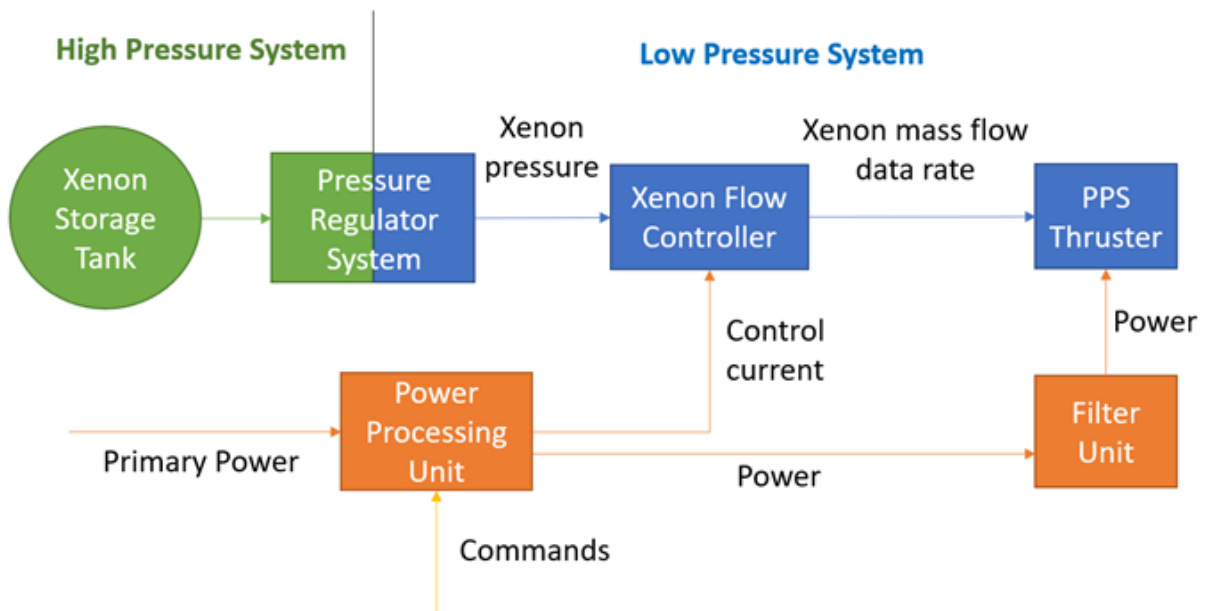 High Pressure System
Low Pressure System
Xenon
Storage
Tank
Pressure
Regulator
System
Xenon
pressure
Xenon Flow
Controller
Xenon mass flow
data rate
PPS
Thruster
Control
current
Power
Primary Power
Power
Processing
Unit
Power
Filter
Unit
Commands